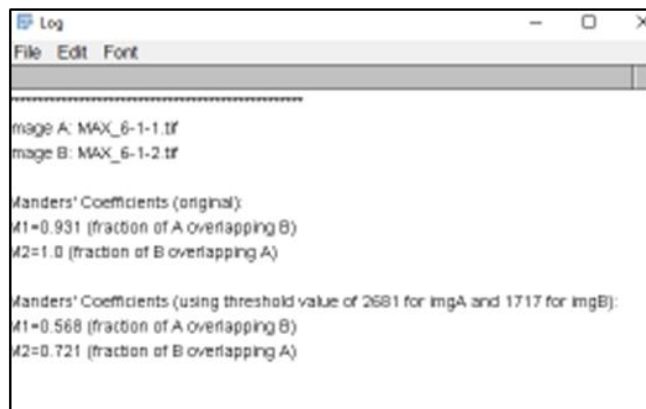 Log
File Edit Font
mage A: MAX_6-1-1.tif
mage B: MAX_6-1-2.tif
Manders' Coefficients (original):
M1=0.931 (fraction of A overlapping B)
M2=1.0 (fraction of B overlapping A)
Manders' Coefficients (using threshold value of 2681 for imgA and 1717 for imgB):
M1=0.568 (fraction of A overlapping B)
M2=0.721 (fraction of B overlapping A)